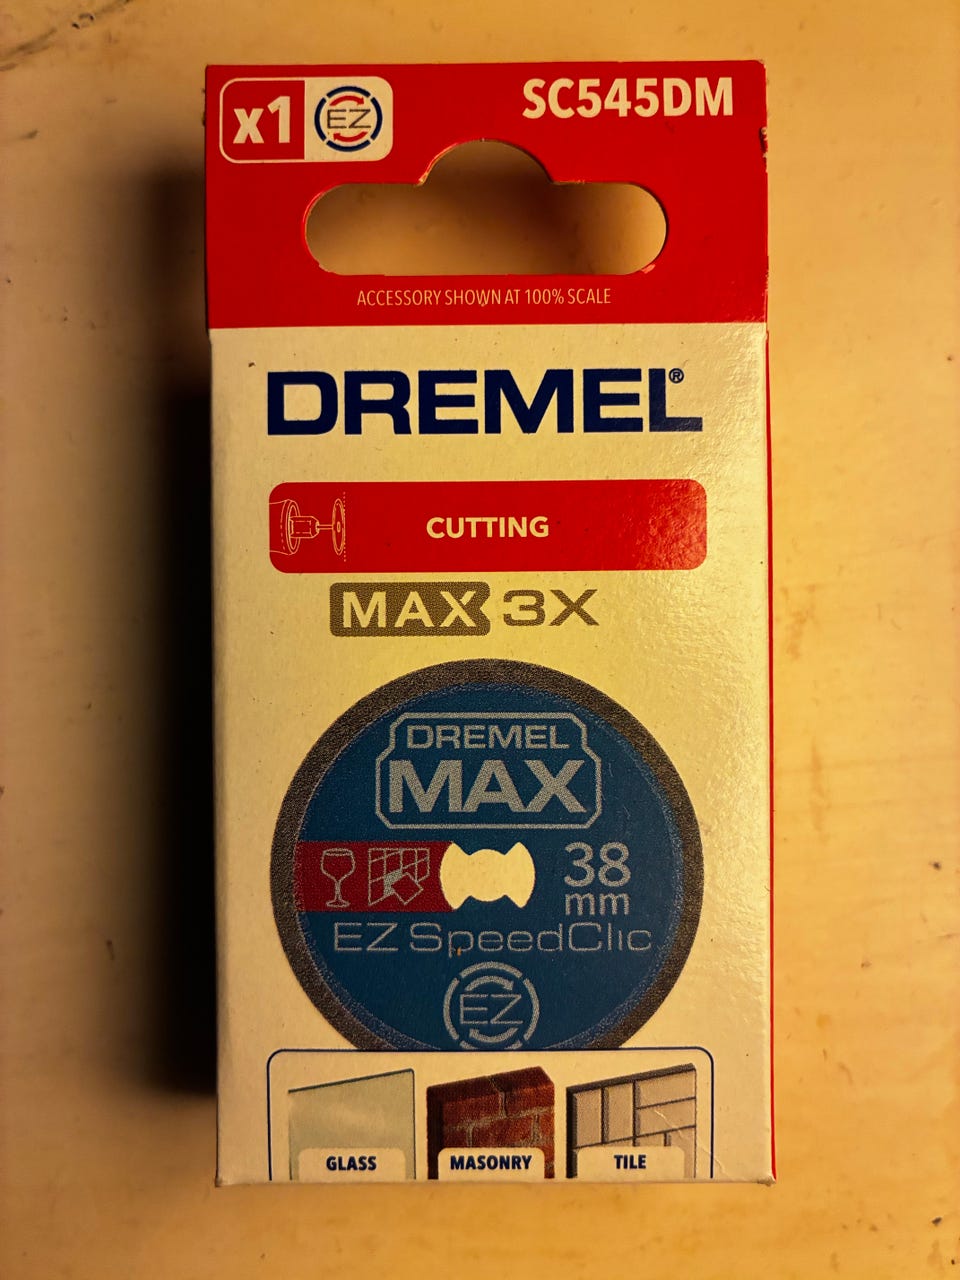 x1 EZ SC545DM
ACCESSORY SHOWN AT 100% SCALE
DREMEL®
CUTTING
MAX 3X
DREMEL
MAX
38
mm
EZ SpeedClic
EZ
GLASS MASONRY TILE